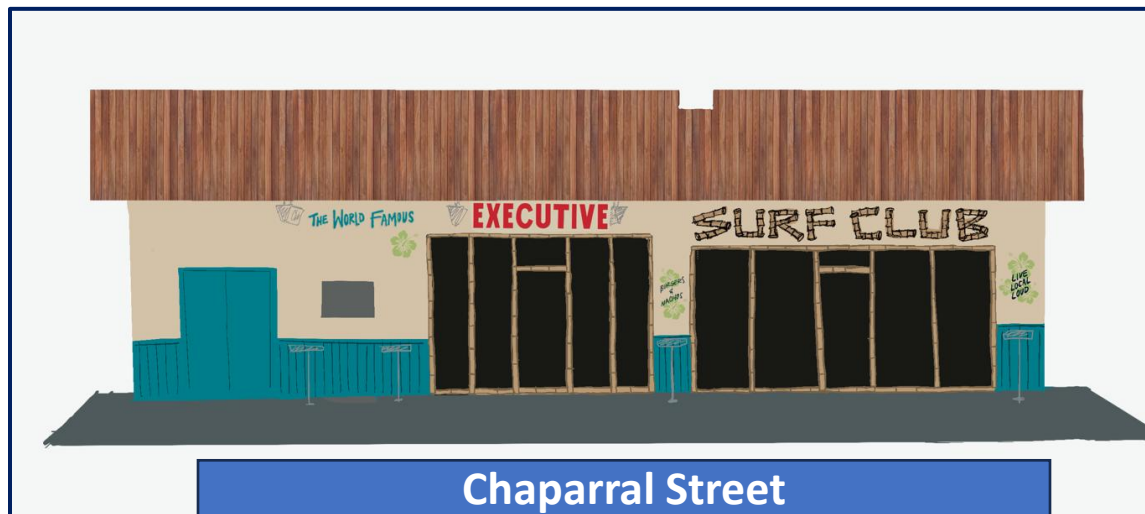 THE WORLD FAMOUS
EXECUTIVE
SURF CLUB
BURGERS
&
NACHOS
LIVE
LOCAL
LOUD
Chaparral Street